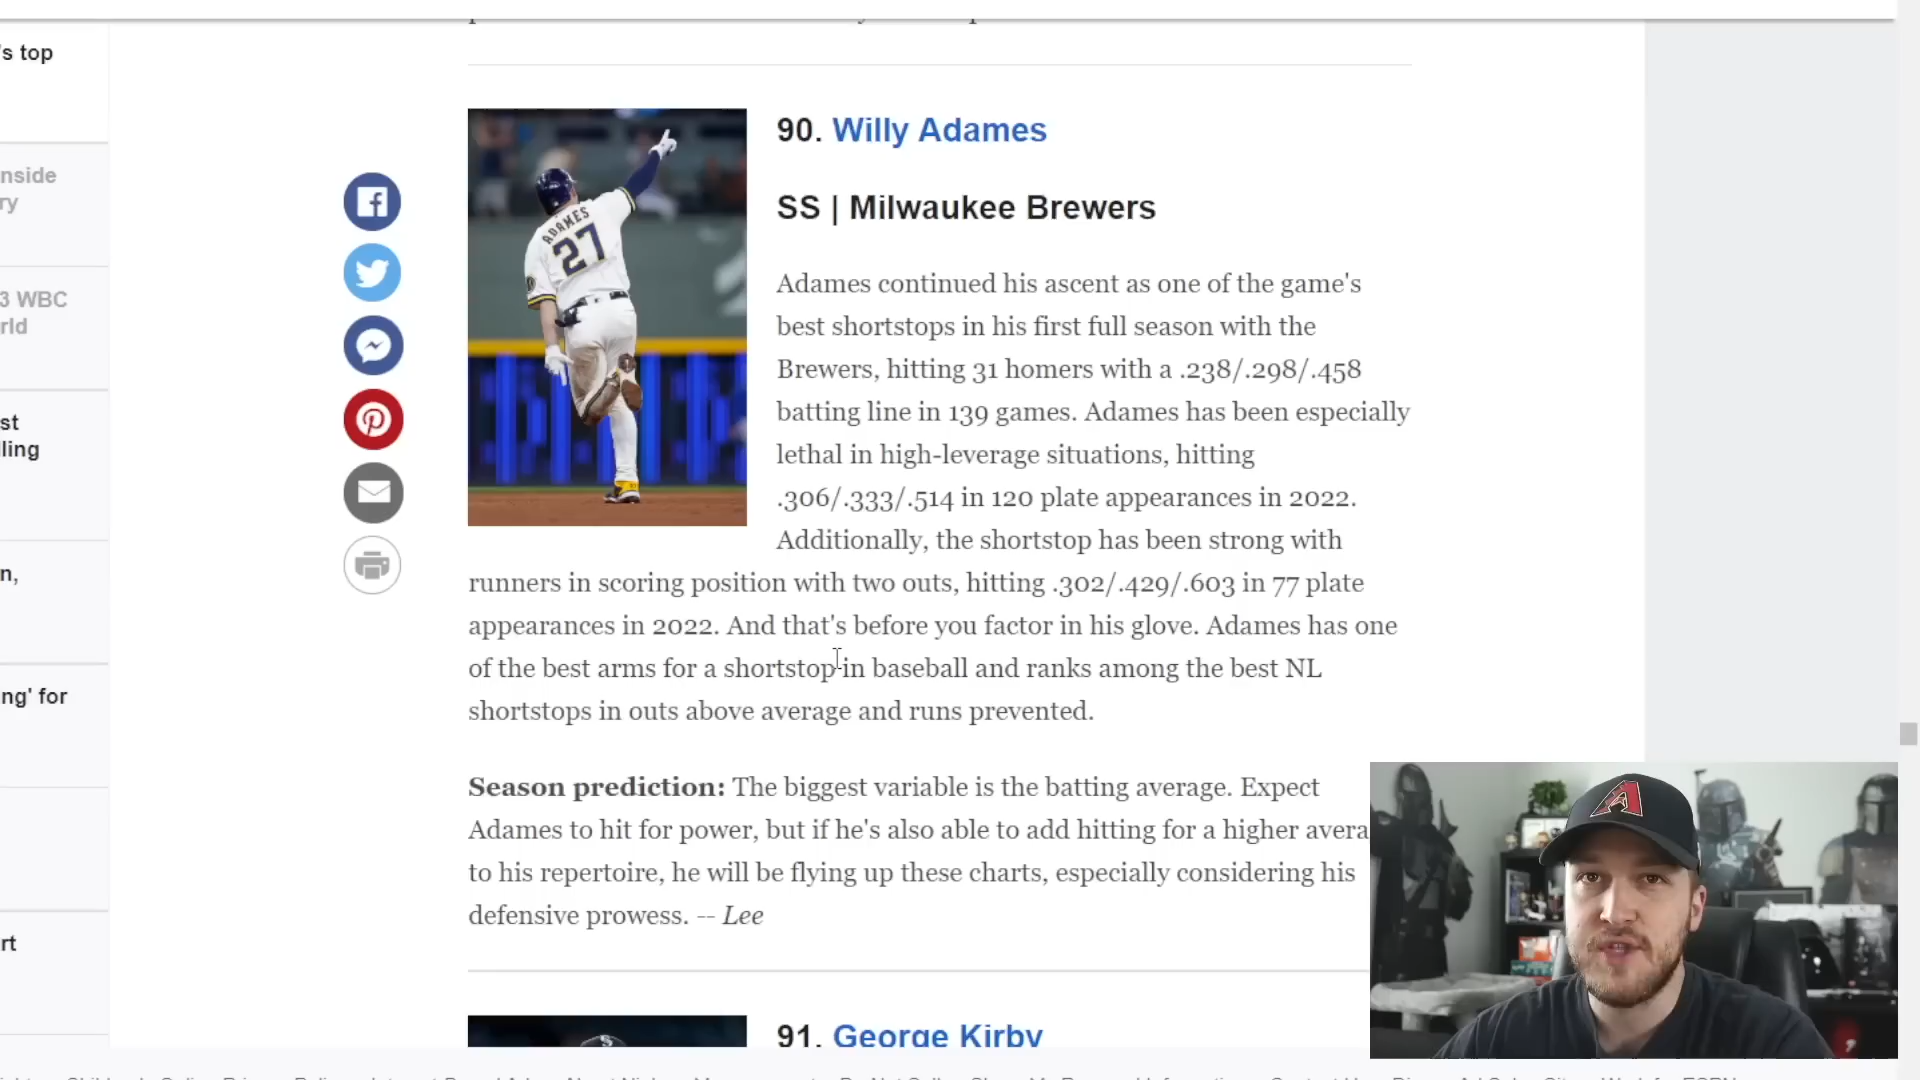 's top
nside
ry
3 WBC
rld
st
lling
n,
ng' for
rt
90. Willy Adames
SS | Milwaukee Brewers
ADAMES
27
Adames continued his ascent as one of the game's
best shortstops in his first full season with the
Brewers, hitting 31 homers with a .238/.298/.458
batting line in 139 games. Adames has been especially
lethal in high-leverage situations, hitting
.306/.333/.514 in 120 plate appearances in 2022.
Additionally, the shortstop has been strong with
runners in scoring position with two outs, hitting .302/.429/.603 in 77 plate
appearances in 2022. And that's before you factor in his glove. Adames has one
of the best arms for a shortstop in baseball and ranks among the best NL
shortstops in outs above average and runs prevented.
Season prediction: The biggest variable is the batting average. Expect
Adames to hit for power, but if he's also able to add hitting for a higher avera
to his repertoire, he will be flying up these charts, especially considering his
defensive prowess. -- Lee
91. George Kirby
A
S